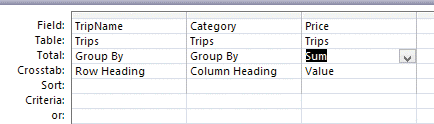 Field: TripName Category Price
Table: Trips Trips Trips
Total: Group By Group By Sum
Crosstab: Row Heading Column Heading Value
Sort:
Criteria:
or: